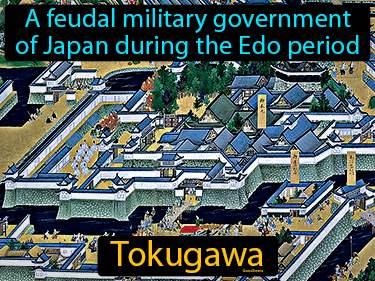 A feudal military government
of Japan during the Edo period
Tokugawa